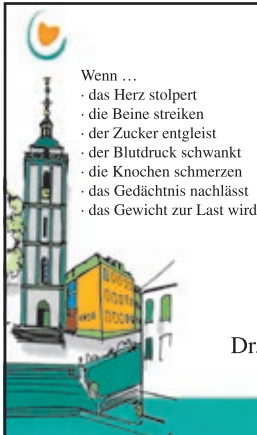 Wenn …
· das Herz stolpert
· die Beine streiken
· der Zucker entgleist
· der Blutdruck schwankt
· die Knochen schmerzen
· das Gedächtnis nachlässt
· das Gewicht zur Last wird
Dr.